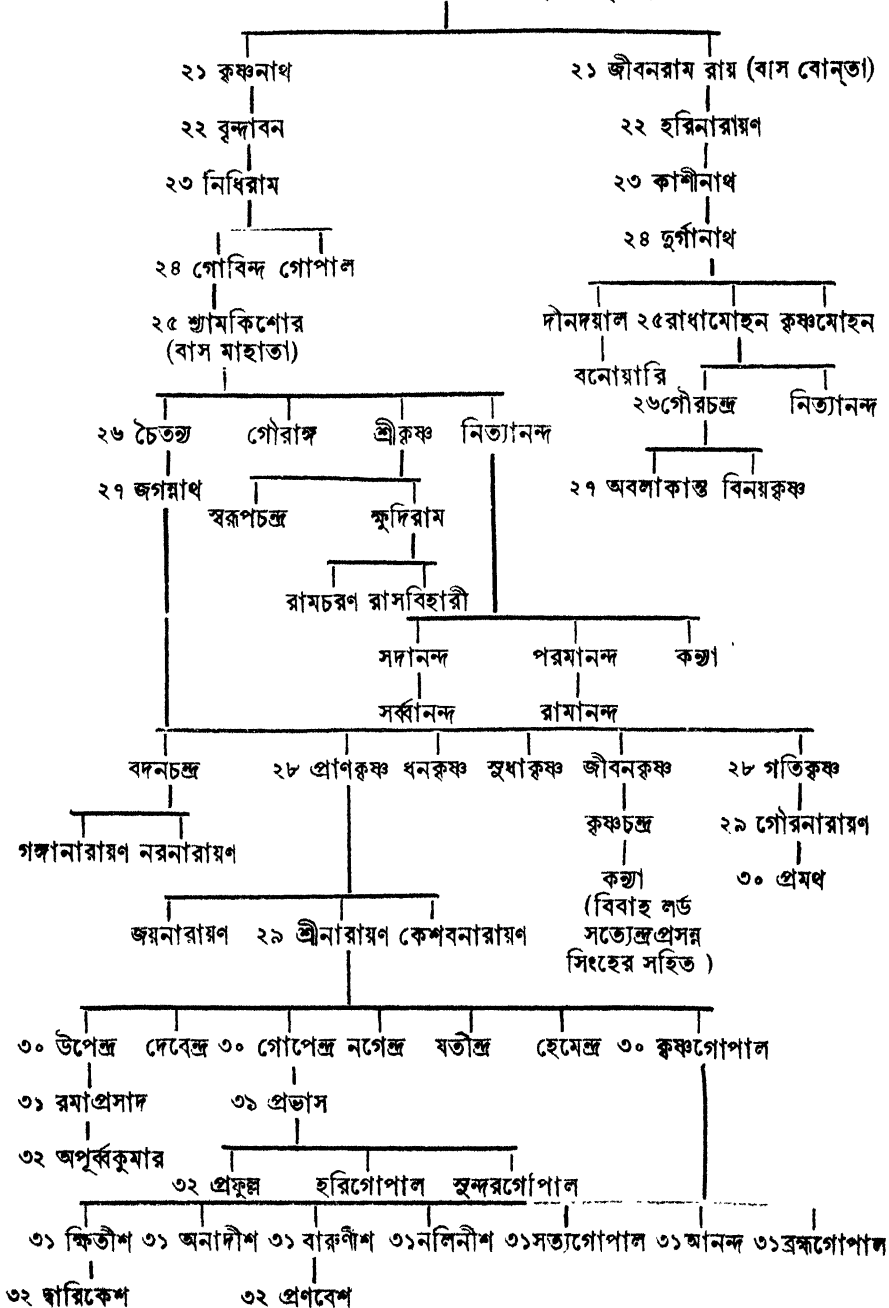 ২১ কৃষ্ণনাথ ২১ জীবনরাম রায় (বাস বোন্‌তা)
২২ বৃন্দাবন ২২ হরিনারায়ণ
২৩ নিধিরাম ২৩ কাশীনাথ
২৪ দুর্গানাথ
২৪ গোবিন্দ গোপাল
২৫ শ্যামকিশোর দীনদয়াল ২৫রাধামোহন কৃষ্ণমোহন
(বাস মাহাতা)
বনোয়ারি
২৬গৌরচন্দ্র নিত্যানন্দ
২৬ চৈতন্য গৌরাঙ্গ শ্রীকৃষ্ণ নিত্যানন্দ
২৭ জগন্নাথ ২৭ অবলাকান্ত বিনয়কৃষ্ণ
স্বরূপচন্দ্র ক্ষুদিরাম
রামচরণ রাসবিহারী
সদানন্দ পরমানন্দ কন্যা
সর্ব্বানন্দ রামানন্দ
বদনচন্দ্র ২৮ প্রাণকৃষ্ণ ধনকৃষ্ণ সুধাকৃষ্ণ জীবনকৃষ্ণ ২৮ গতিকৃষ্ণ
কৃষ্ণচন্দ্র ২৯ গৌরনারায়ণ
গঙ্গানারায়ণ নরনারায়ণ
কন্যা ৩০ প্রমথ
(বিবাহ লর্ড
জয়নারায়ণ ২৯ শ্রীনারায়ণ কেশবনারায়ণ সত্যেন্দ্রপ্রসন্ন
সিংহের সহিত )
৩০ উপেন্দ্র দেবেন্দ্র ৩০ গোপেন্দ্র নগেন্দ্র যতীন্দ্র হেমেন্দ্র ৩০ কৃষ্ণগোপাল
৩১ রমাপ্রসাদ ৩১ প্রভাস
৩২ অপূর্ব্বকুমার
৩২ প্রফুল্ল হরিগোপাল সুন্দরগোপাল
৩১ ক্ষিতীশ ৩১ অনাদীশ ৩১ বারুণীশ ৩১নলিনীশ ৩১সত্যগোপাল ৩১আনন্দ ৩১ব্রহ্মগোপাল
৩২ দ্বারিকেশ ৩২ প্রণবেশ